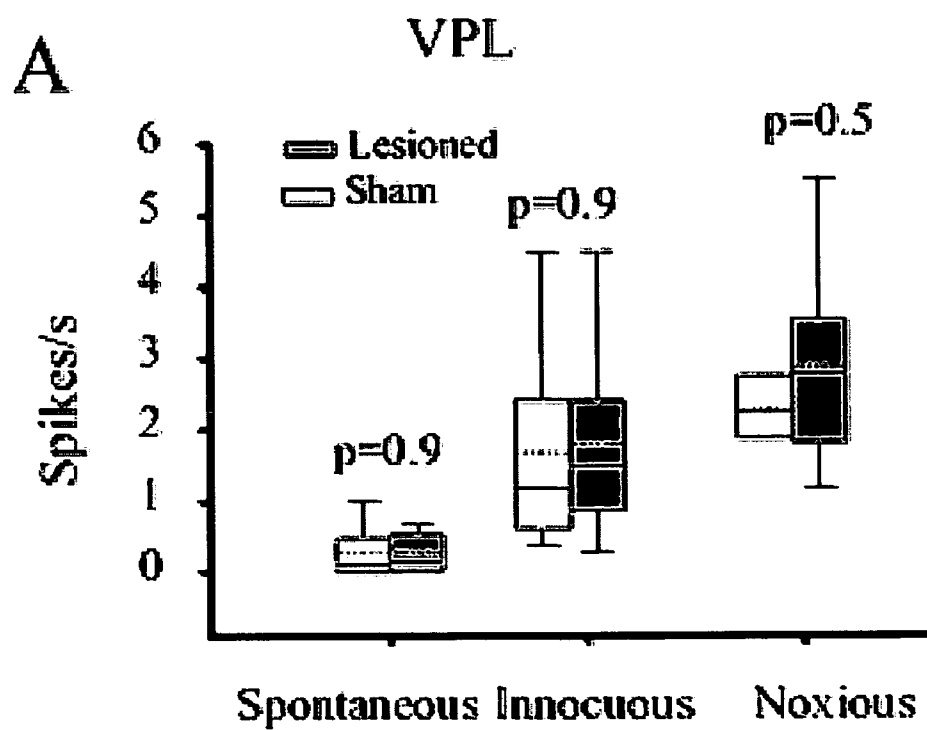 A
VPL
6
5
4
3
2
1
0
Spikes/s
Lesioned
Sham
p=0.9
p=0.9
p=0.5
Spontaneous Innocuous Noxious